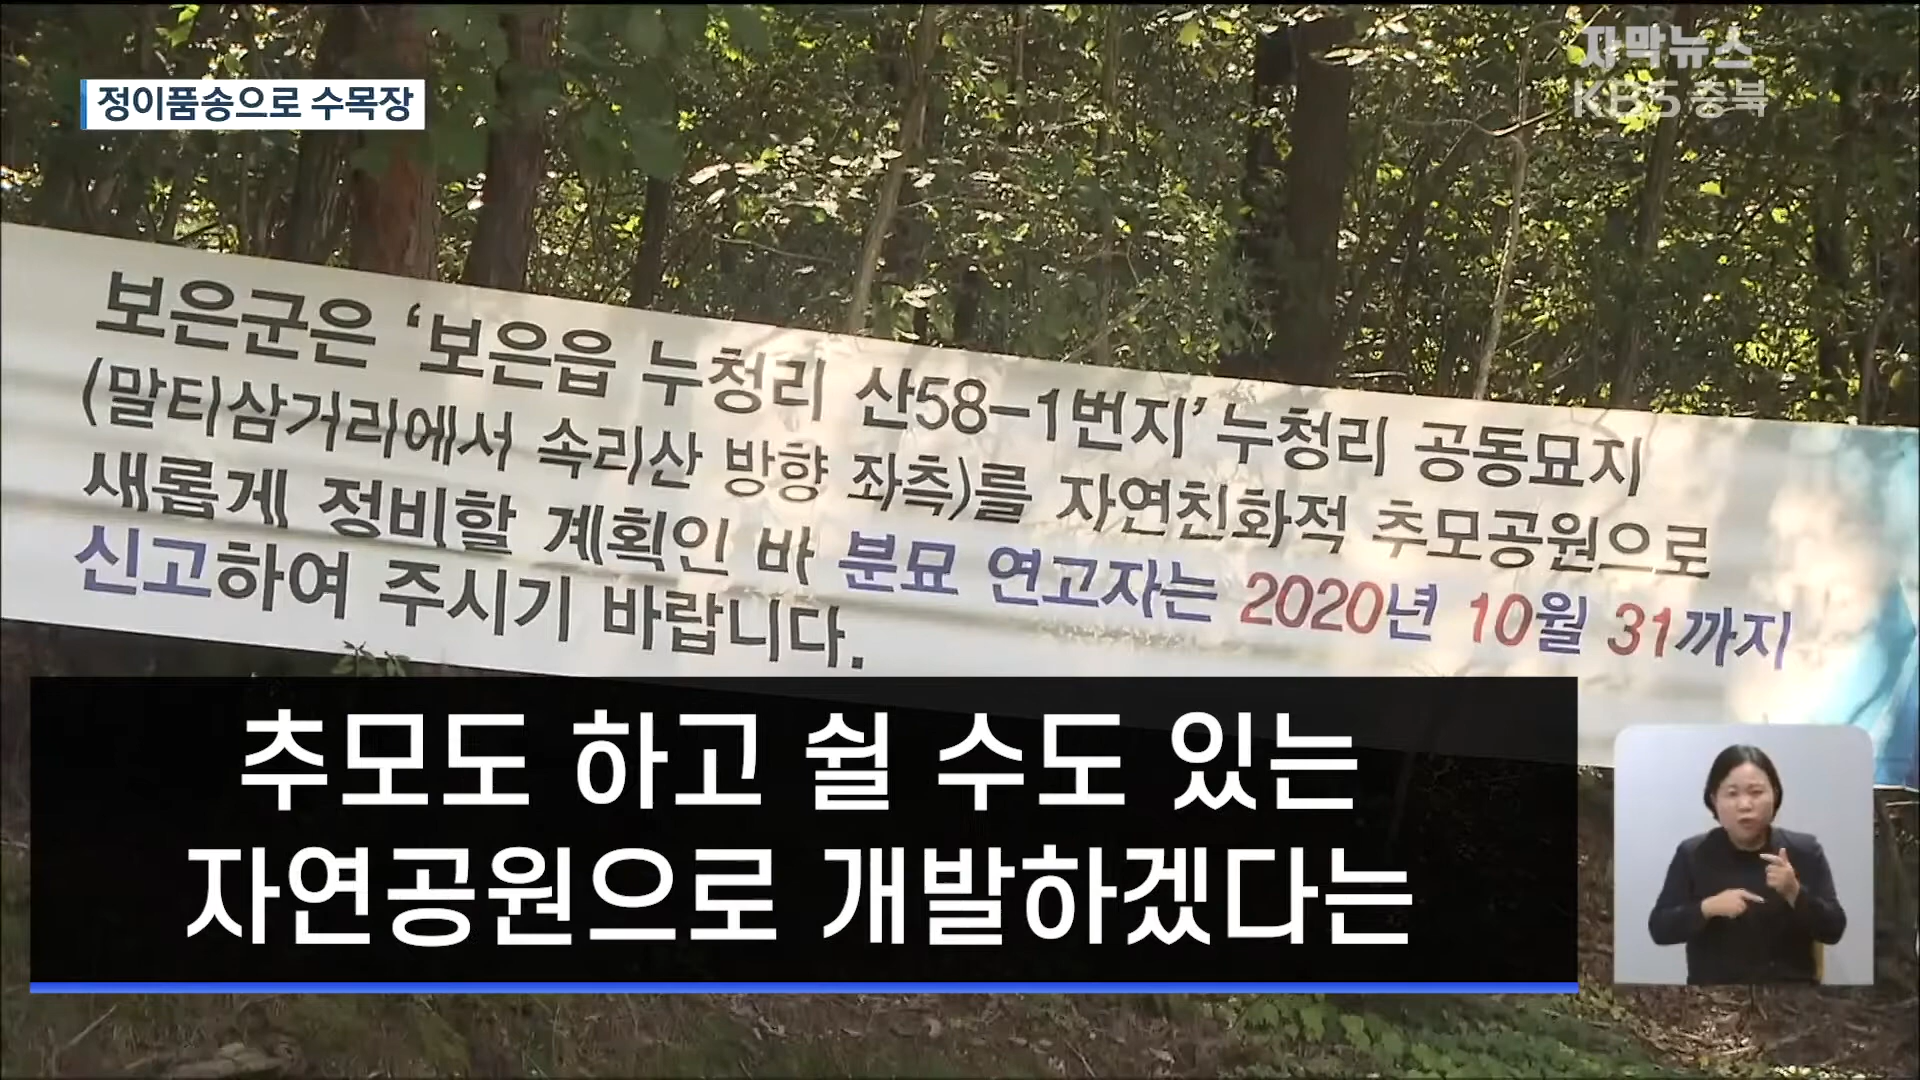 자막뉴스
정이품송으로 수목장
KBS 충북
보은군은 ‘보은읍 누청리 산58-1번지’ 누청리 공동묘지
(말티삼거리에서 속리산 방향 좌측)를 자연친화적 추모공원으로
새롭게 정비할 계획인 바 분묘 연고자는 2020년 10월 31까지
신고하여 주시기 바랍니다.
추모도 하고 쉴 수도 있는
자연공원으로 개발하겠다는